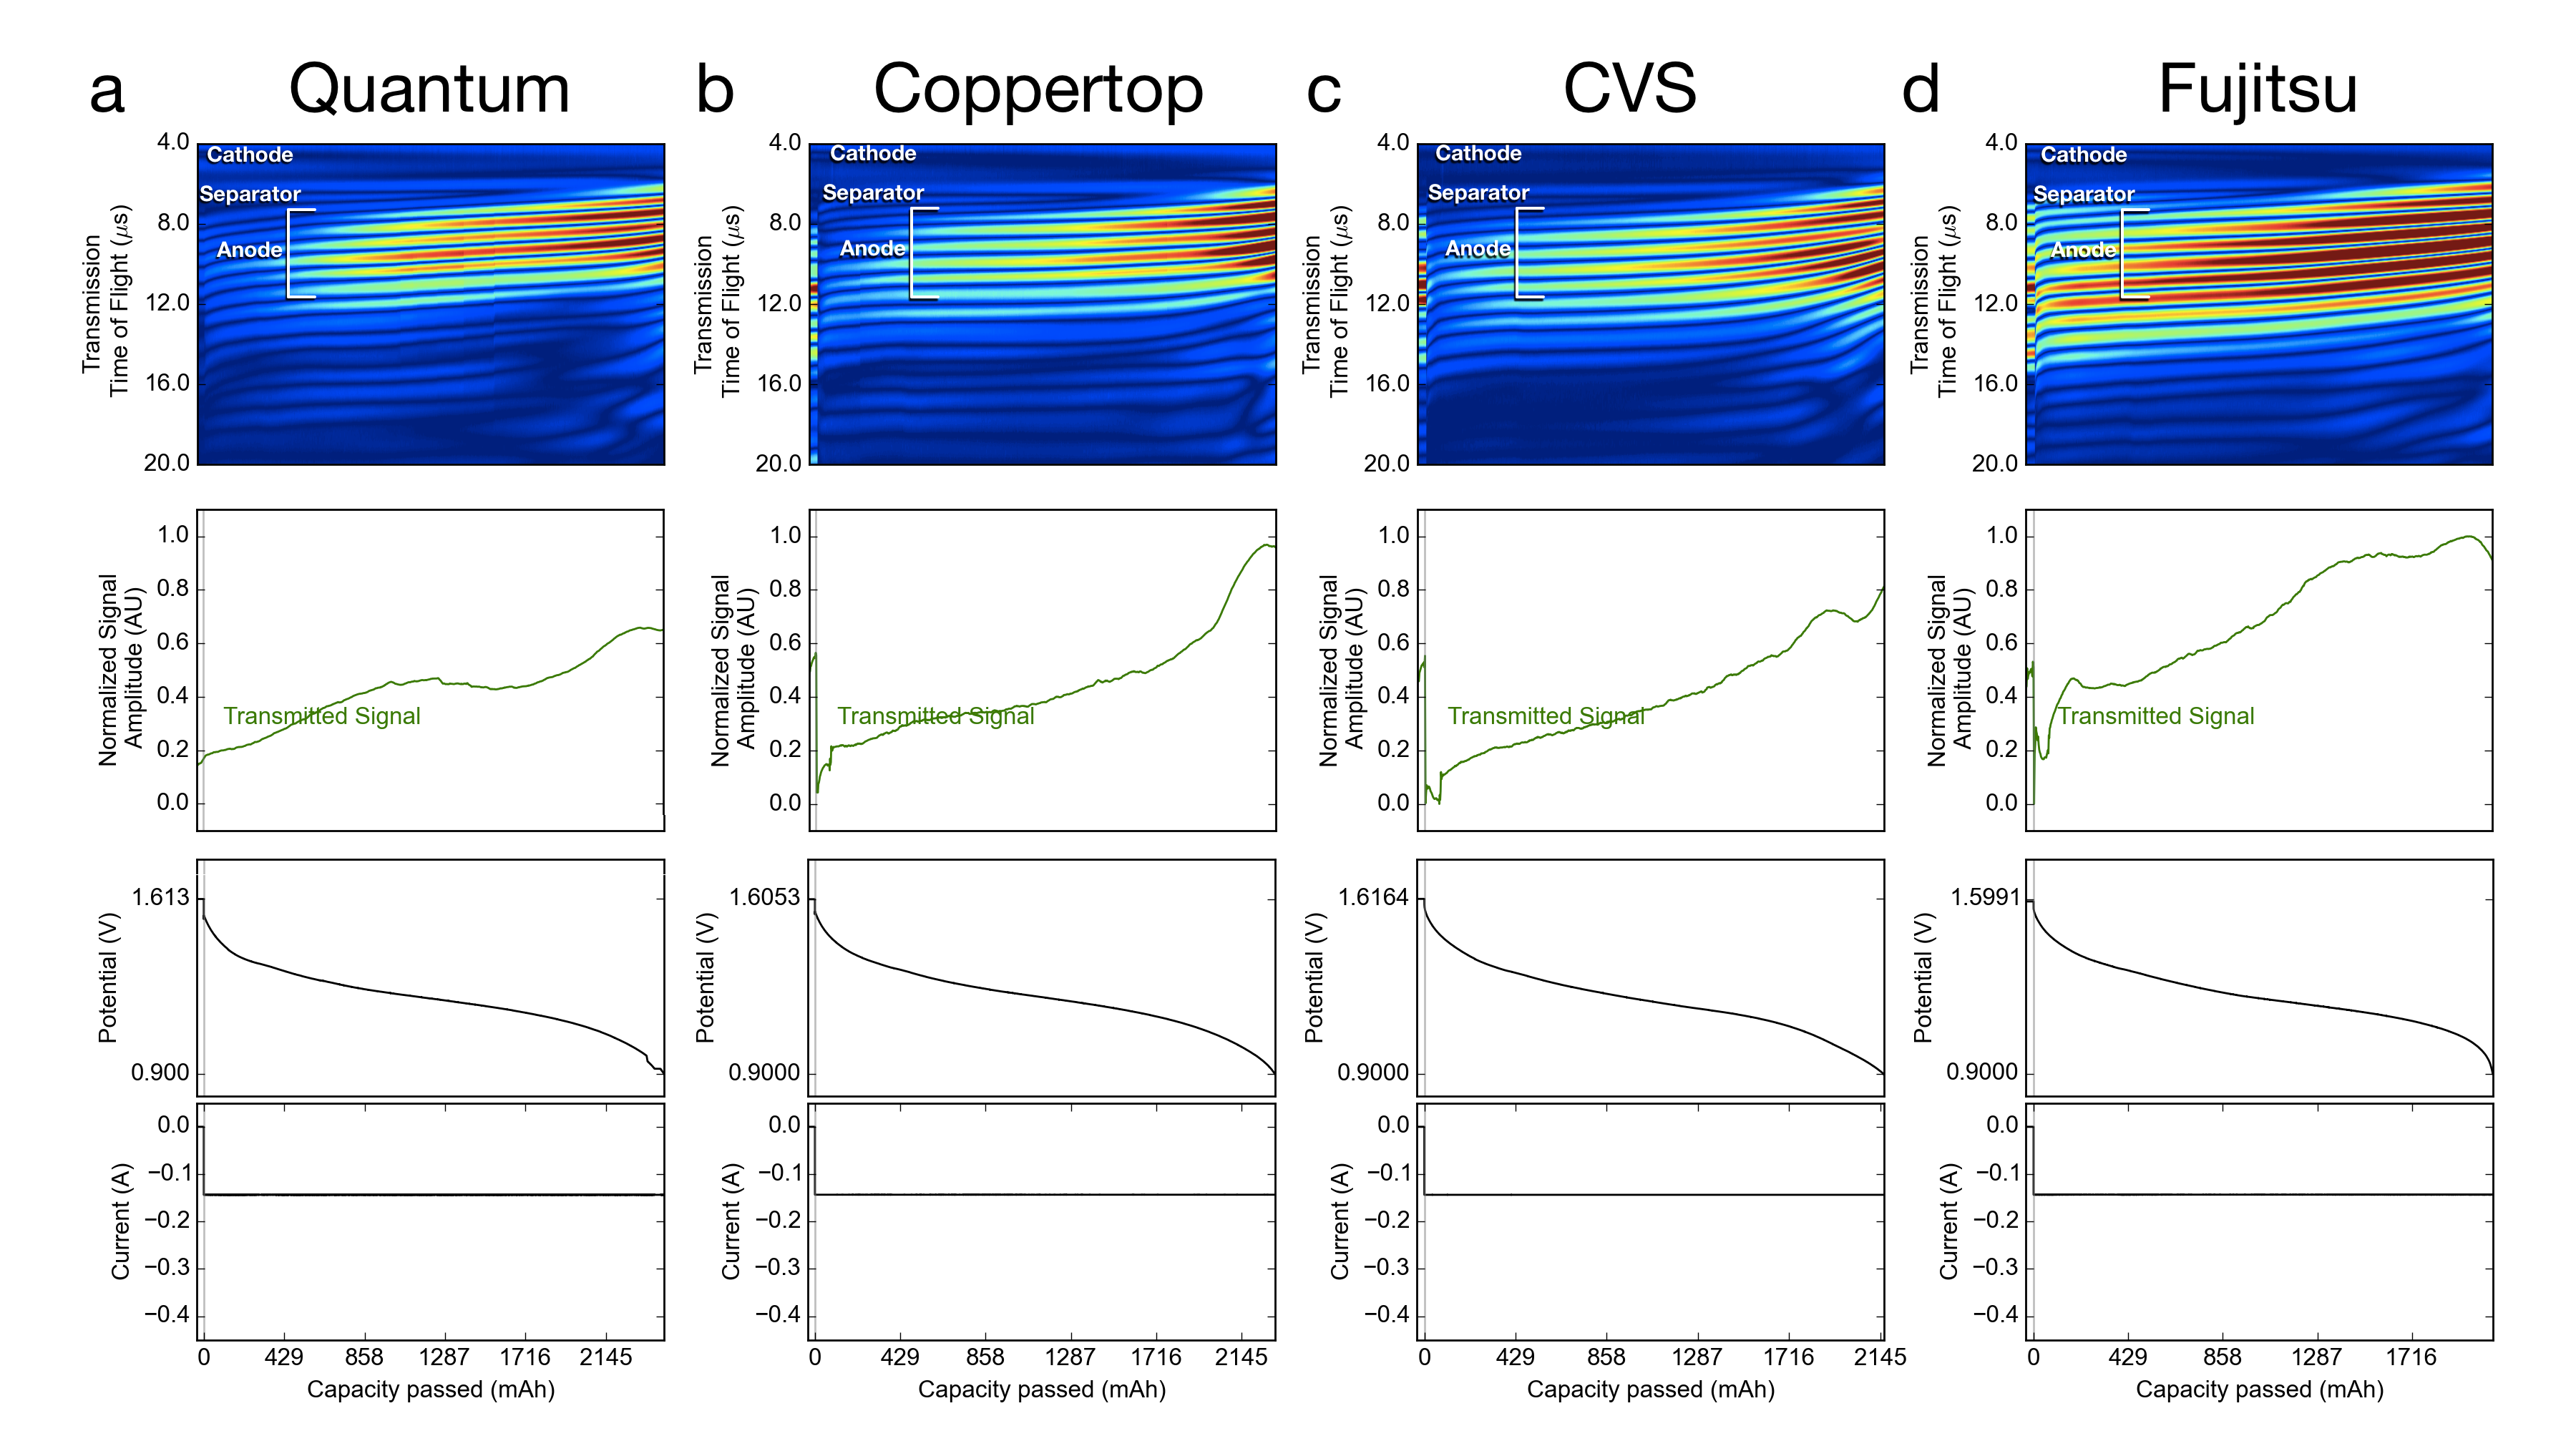 a Quantum
b Coppertop
c CVS
d Fujitsu
Transmission
Time of Flight (μs)
4.0
8.0
12.0
16.0
20.0
Cathode
Separator
Anode
Transmission
Time of Flight (μs)
4.0
8.0
12.0
16.0
20.0
Cathode
Separator
Anode
Transmission
Time of Flight (μs)
4.0
8.0
12.0
16.0
20.0
Cathode
Separator
Anode
Transmission
Time of Flight (μs)
4.0
8.0
12.0
16.0
20.0
Cathode
Separator
Anode
Normalized Signal
Amplitude (AU)
1.0
0.8
0.6
0.4
0.2
0.0
Transmitted Signal
Normalized Signal
Amplitude (AU)
1.0
0.8
0.6
0.4
0.2
0.0
Transmitted Signal
Normalized Signal
Amplitude (AU)
1.0
0.8
0.6
0.4
0.2
0.0
Transmitted Signal
Normalized Signal
Amplitude (AU)
1.0
0.8
0.6
0.4
0.2
0.0
Transmitted Signal
Potential (V)
1.613
0.900
Potential (V)
1.6053
0.9000
Potential (V)
1.6164
0.9000
Potential (V)
1.5991
0.9000
Current (A)
0.0
−0.1
−0.2
−0.3
−0.4
0 429 858 1287 1716 2145
Capacity passed (mAh)
Current (A)
0.0
−0.1
−0.2
−0.3
−0.4
0 429 858 1287 1716 2145
Capacity passed (mAh)
Current (A)
0.0
−0.1
−0.2
−0.3
−0.4
0 429 858 1287 1716 2145
Capacity passed (mAh)
Current (A)
0.0
−0.1
−0.2
−0.3
−0.4
0 429 858 1287 1716
Capacity passed (mAh)